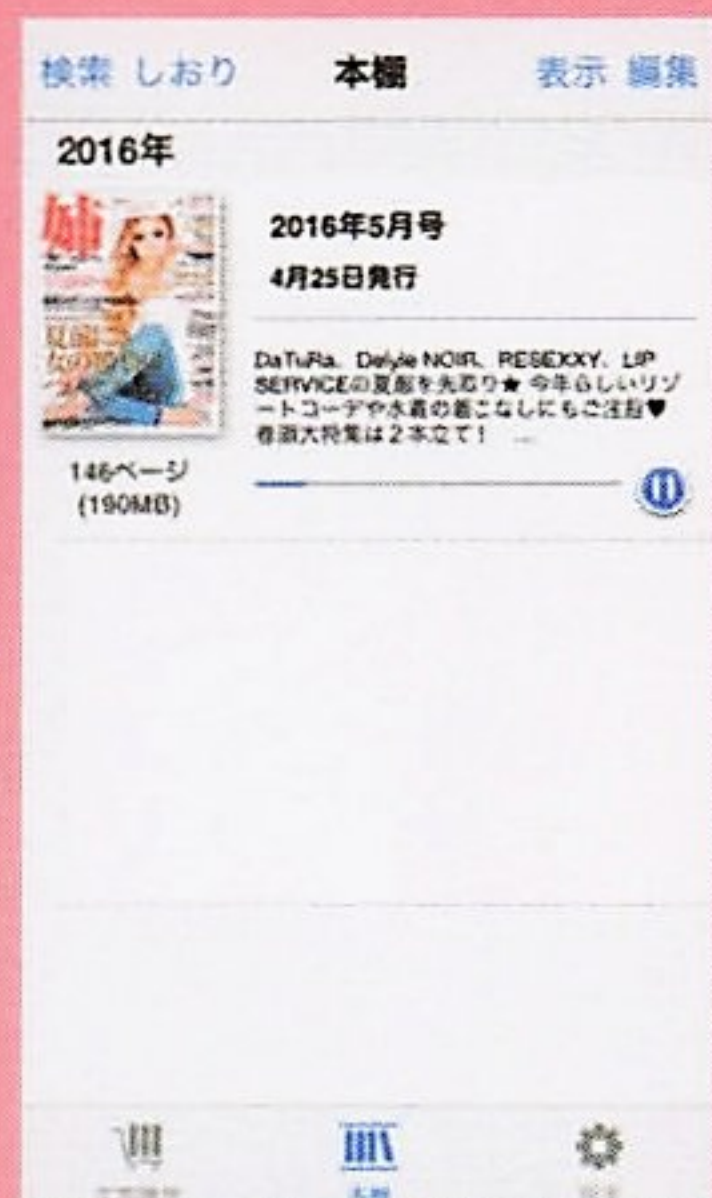 検索 しおり 本棚 表示 編集
2016年
姉
2016年5月号
4月25日発行
DaTuRa、Delyle NOIR、RESEXXY、LIP
SERVICEの夏服を先取り★ 今年らしいリゾ
ートコーデや水着の着こなしにもご注目♥
巻頭大特集は2本立て! ...
146ページ
(190MB)
本棚